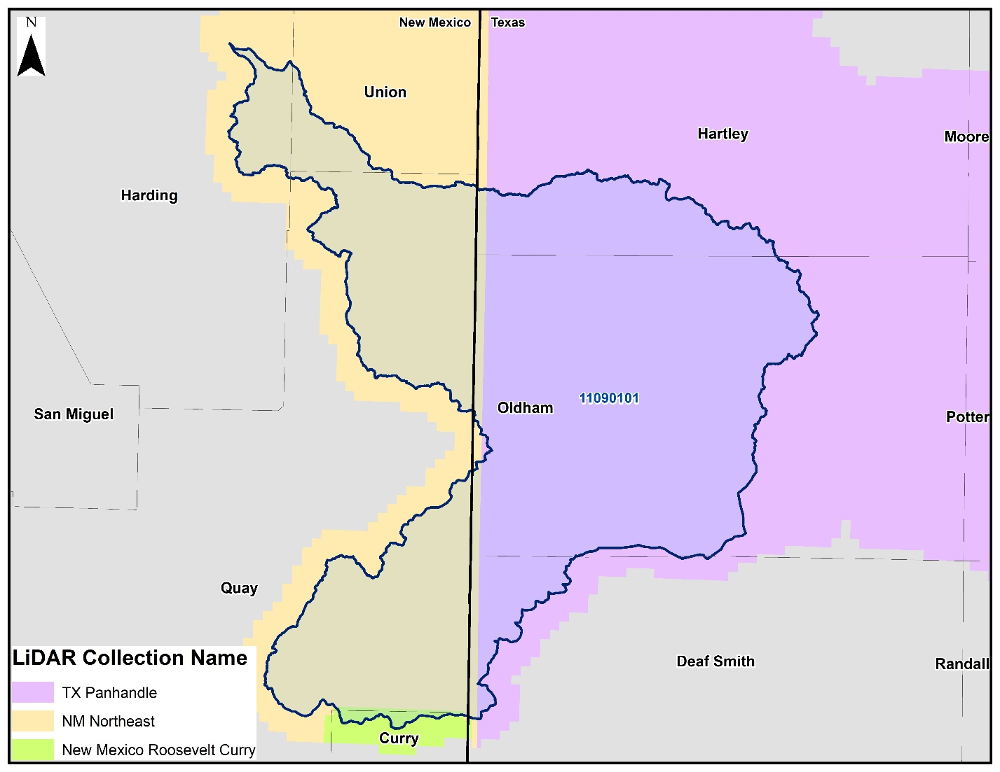 N
New Mexico Texas
Union
Hartley
Moore
Harding
11090101
Oldham
San Miguel
Potter
Quay
Deaf Smith
Randall
Curry
LiDAR Collection Name
TX Panhandle
NM Northeast
New Mexico Roosevelt Curry